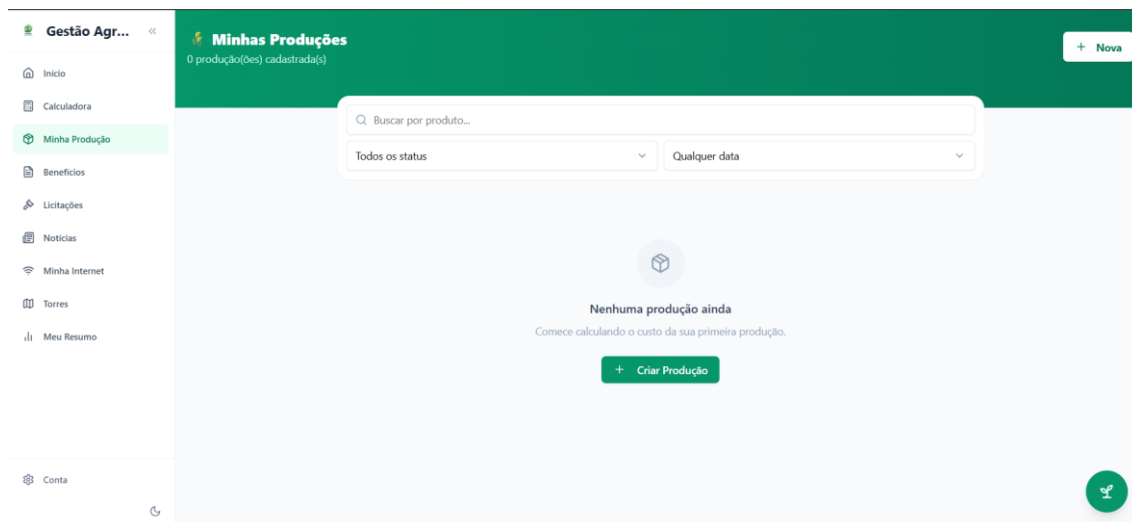 Gestão Agr...
Início
Calculadora
Minha Produção
Benefícios
Licitações
Notícias
Minha Internet
Torres
Meu Resumo
Conta
Minhas Produções
0 produção(ões) cadastrada(s)
+ Nova
Buscar por produto...
Todos os status
Qualquer data
Nenhuma produção ainda
Comece calculando o custo da sua primeira produção.
+ Criar Produção